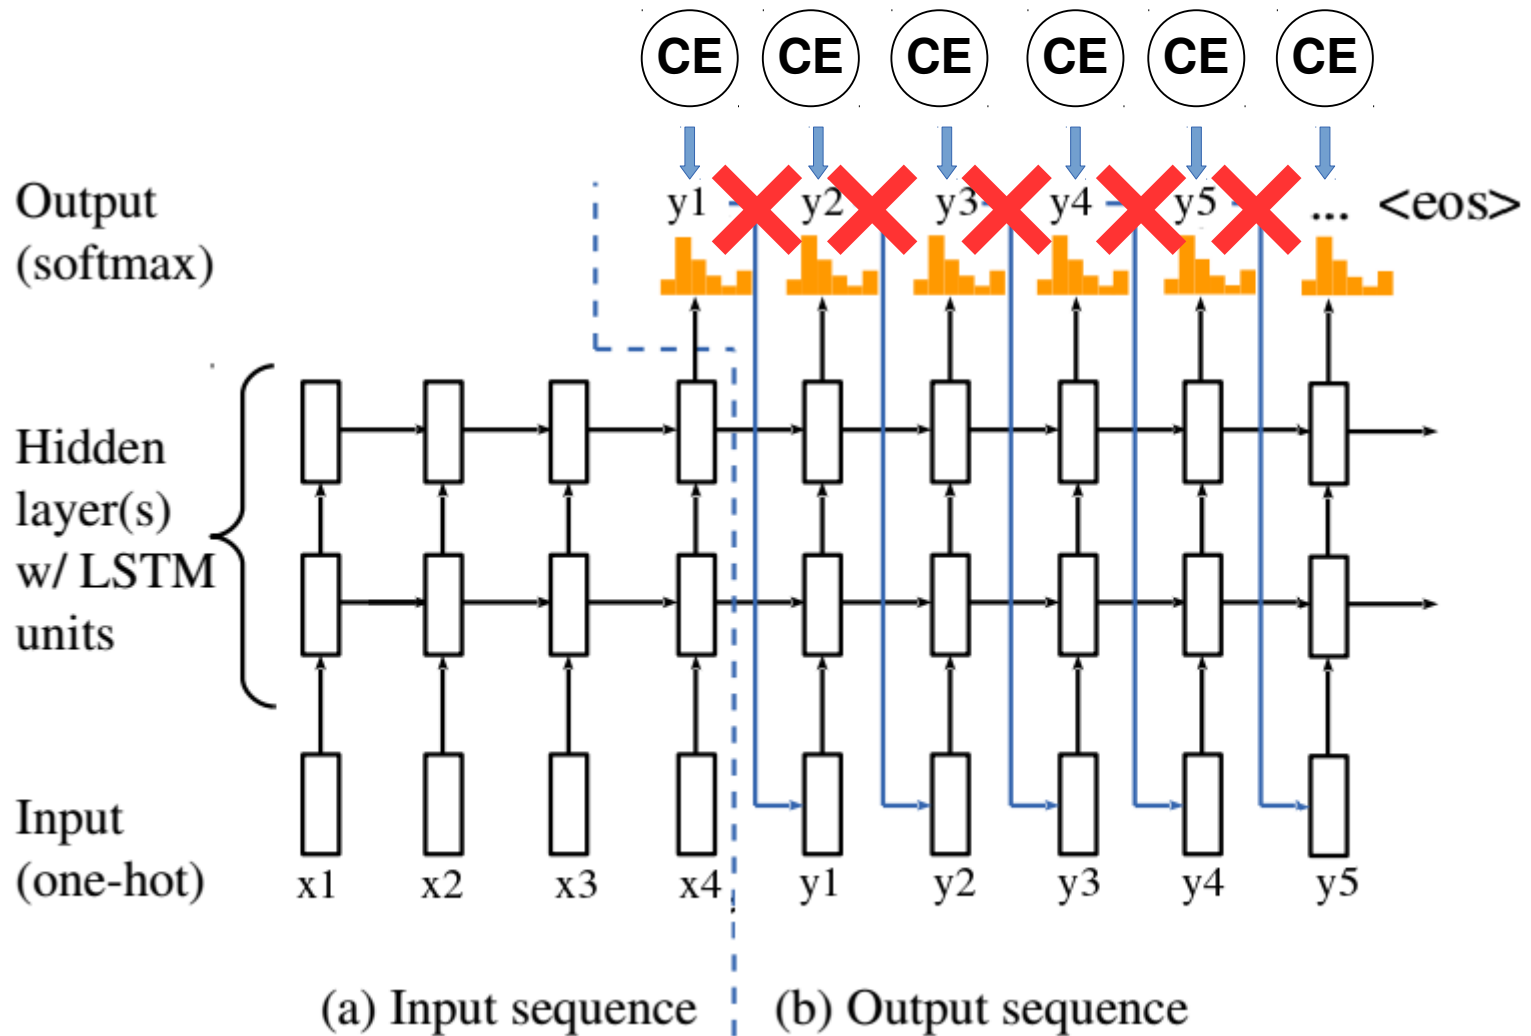 CE CE CE CE CE CE
Output
(softmax)
y1 y2 y3 y4 y5 ... <eos>
Hidden
layer(s)
w/ LSTM
units
Input
(one-hot)
x1 x2 x3 x4 y1 y2 y3 y4 y5
(a) Input sequence
(b) Output sequence